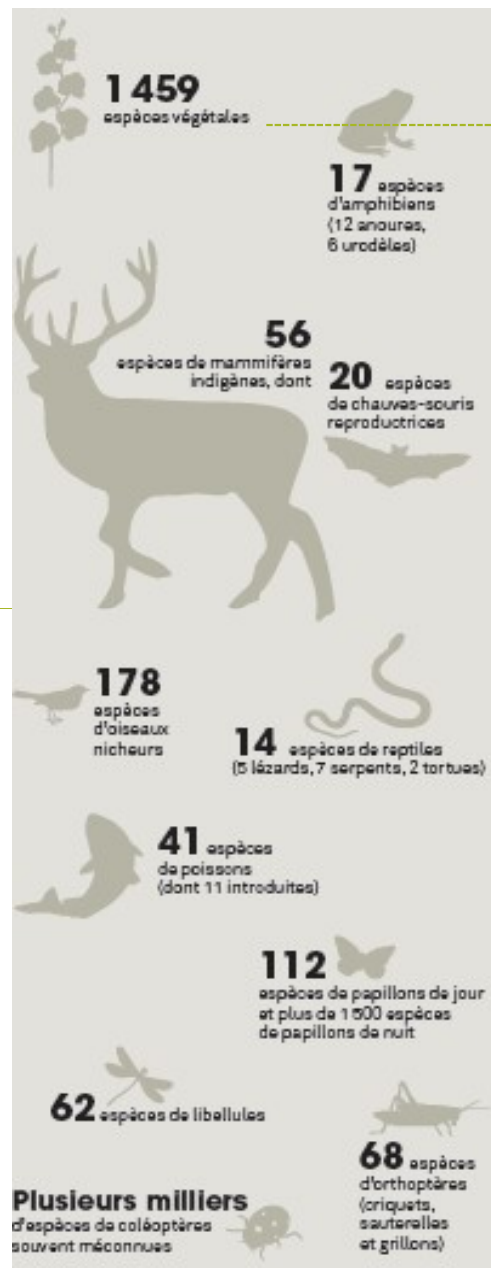 1 459
espèces végétales
17 espèces
d'amphibiens
(12 anoures,
6 urodèles)
56
espèces de mammifères
indigènes, dont
20 espèces
de chauves-souris
reproductrices
178
espèces
d'oiseaux
nicheurs
14 espèces de reptiles
(5 lézards, 7 serpents, 2 tortues)
41 espèces
de poissons
(dont 11 introduites)
112
espèces de papillons de jour
et plus de 1 500 espèces
de papillons de nuit
62 espèces de libellules
68 espèces
d'orthoptères
(criquets,
sauterelles
et grillons)
Plusieurs milliers
d'espèces de coléoptères
souvent méconnues